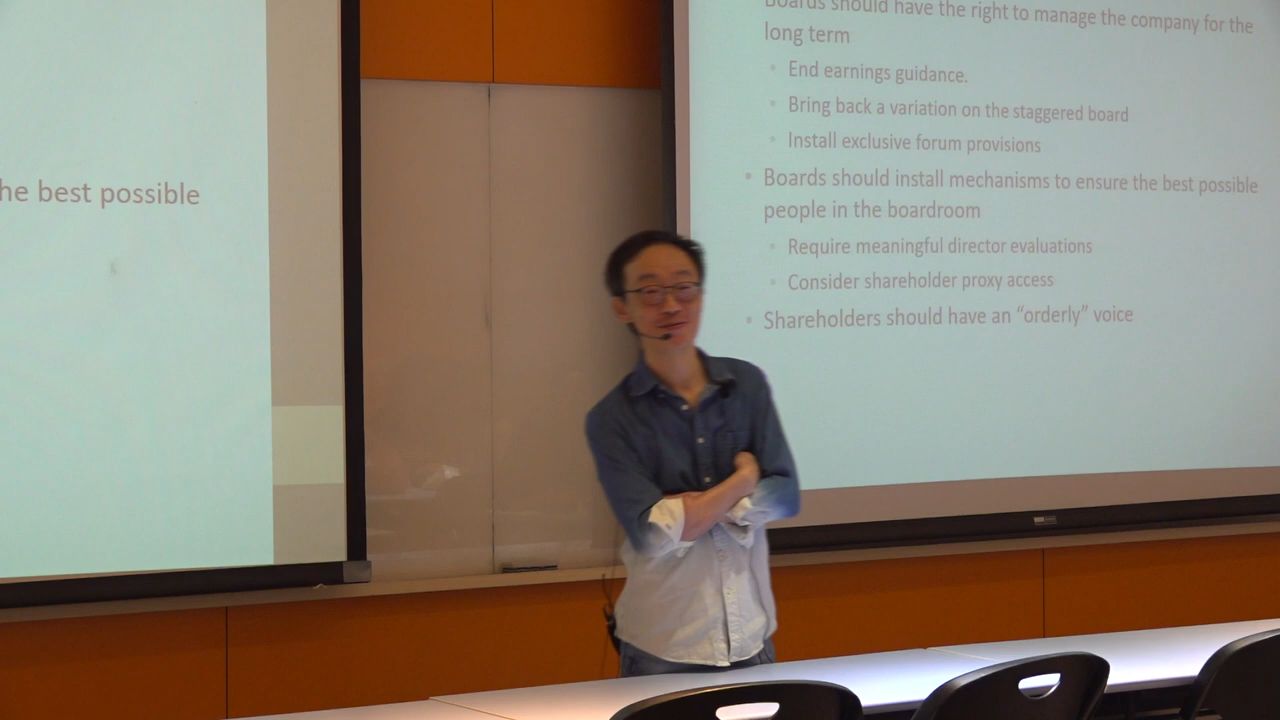 he best possible
Boards should have the right to manage the company for the
long term
End earnings guidance.
Bring back a variation on the staggered board
Install exclusive forum provisions
Boards should install mechanisms to ensure the best possible
people in the boardroom
Require meaningful director evaluations
Consider shareholder proxy access
Shareholders should have an “orderly” voice